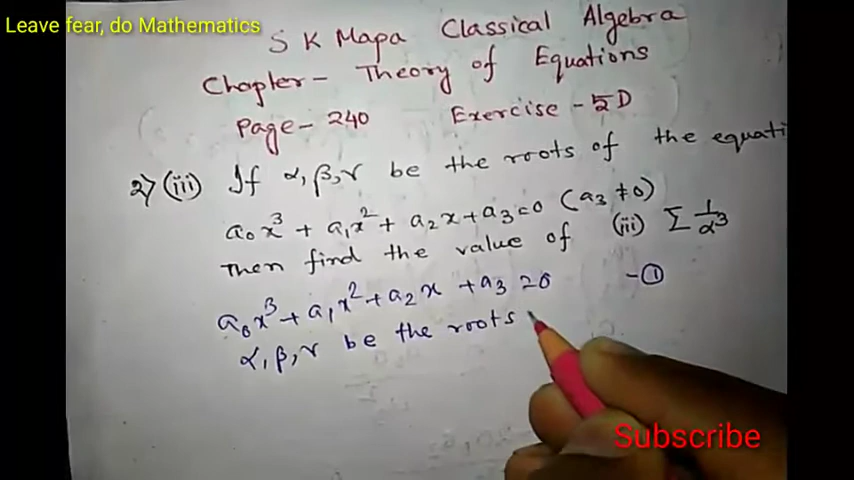 Leave fear, do Mathematics
S K Mapa Classical Algebra
Chapter - Theory of Equations
Page - 240 Exercise - 5D
2) (iii) If α, β, γ be the roots of the equati
a₀x³ + a₁x² + a₂x + a₃ = 0 (a₃ ≠ 0)
Then find the value of (iii) Σ 1/α³
a₀x³ + a₁x² + a₂x + a₃ = 0 - ①
α, β, γ be the roots
Subscribe